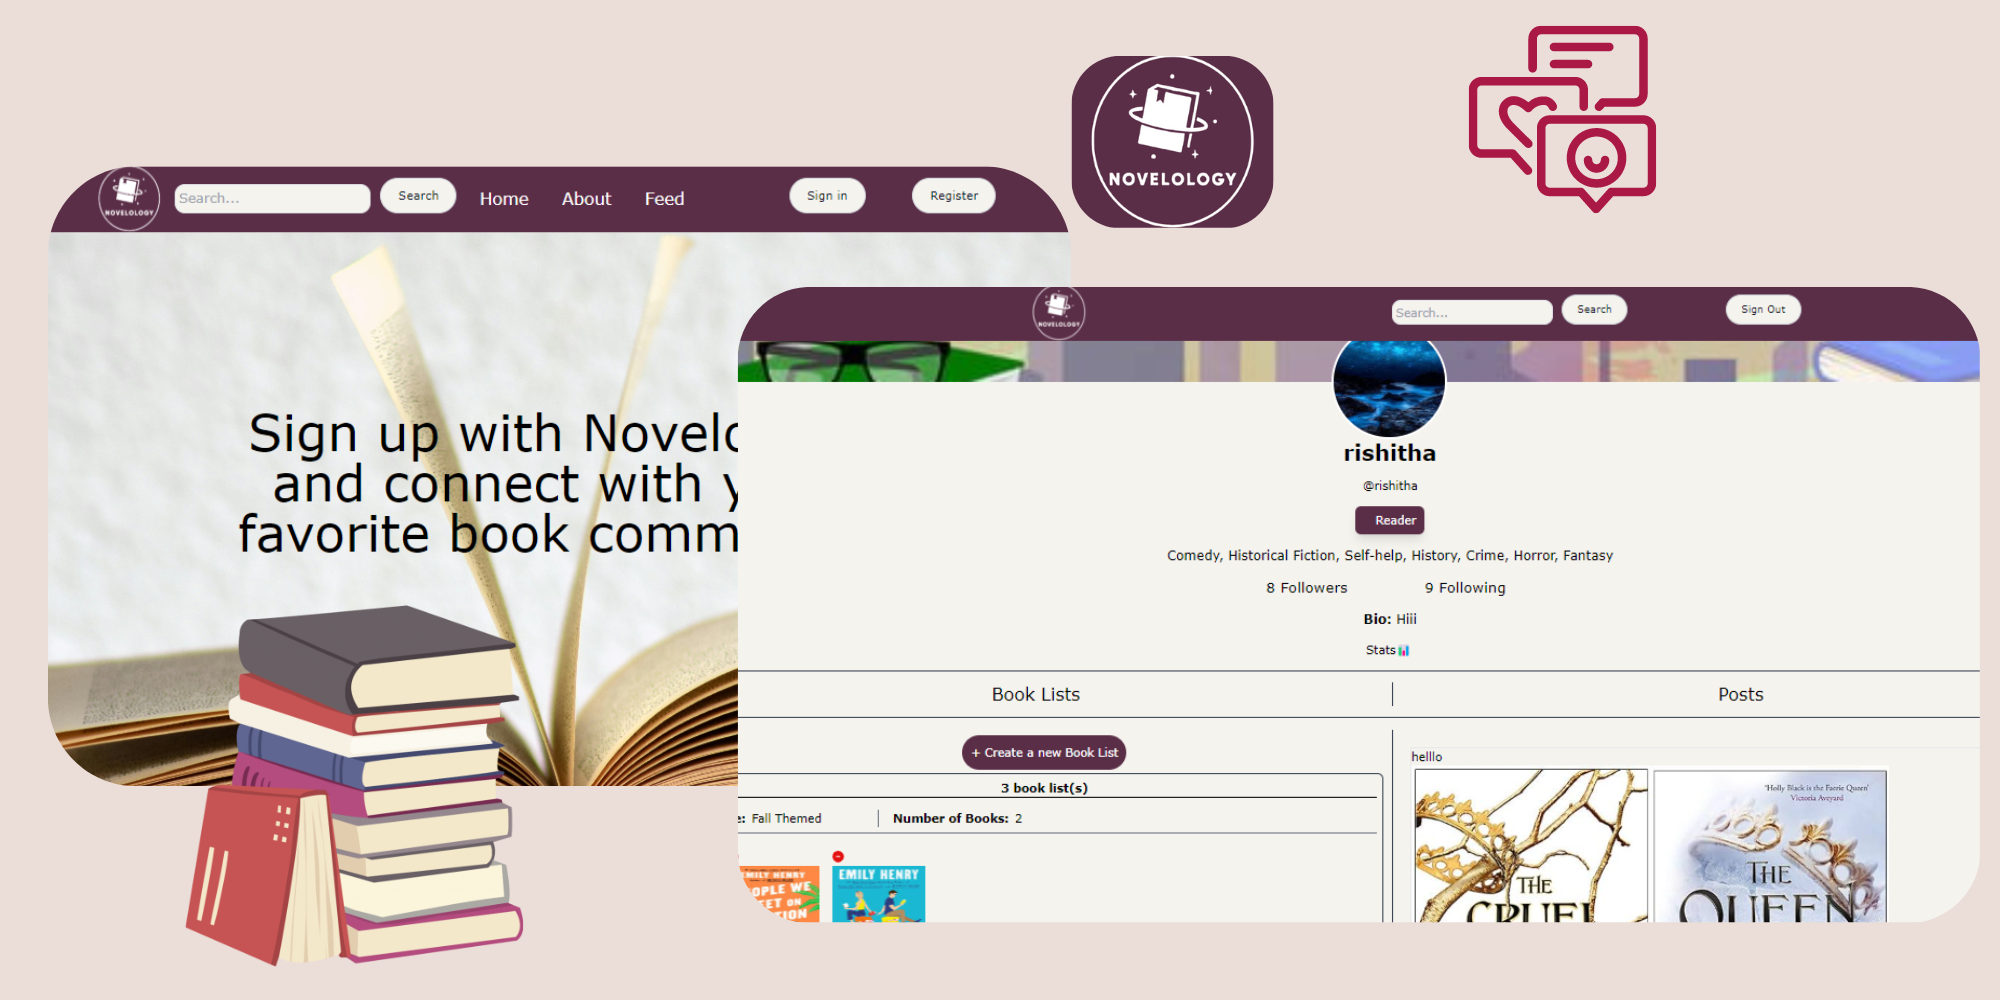 NOVELOLOGY
NOVELOLOGY
Search...
Search
Home
About
Feed
Sign in
Register
Sign up with Novelo
and connect with y
favorite book comm
NOVELOLOGY
Search...
Search
Sign Out
rishitha
@rishitha
Reader
Comedy, Historical Fiction, Self-help, History, Crime, Horror, Fantasy
8 Followers
9 Following
Bio: Hiii
Stats
Book Lists
Posts
+ Create a new Book List
3 book list(s)
e: Fall Themed
Number of Books: 2
EMILY HENRY
OPLE WE
EET ON
TION
EMILY HENRY
helllo
THE
CRUEL
"Holly Black is the Faerie Queen"
Victoria Aveyard
THE
QUEEN